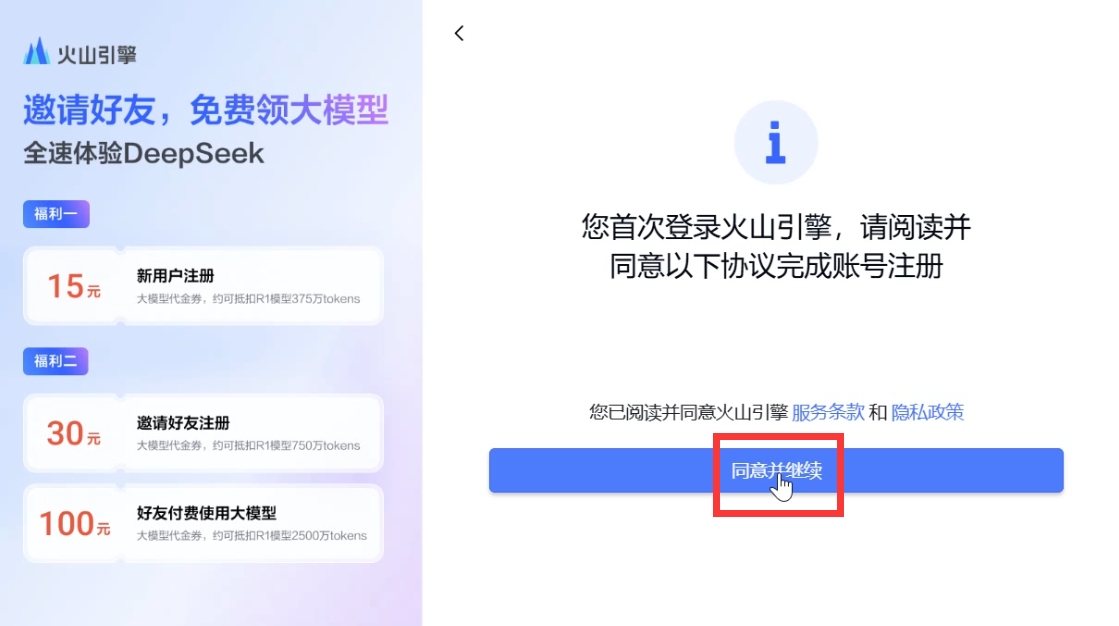 火山引擎
邀请好友，免费领大模型
全速体验DeepSeek
福利一
15元
新用户注册
大模型代金券，约可抵扣R1模型375万tokens
福利二
30元
邀请好友注册
大模型代金券，约可抵扣R1模型750万tokens
100元
好友付费使用大模型
大模型代金券，约可抵扣R1模型2500万tokens
您首次登录火山引擎，请阅读并
同意以下协议完成账号注册
您已阅读并同意火山引擎 服务条款 和 隐私政策
同意并继续